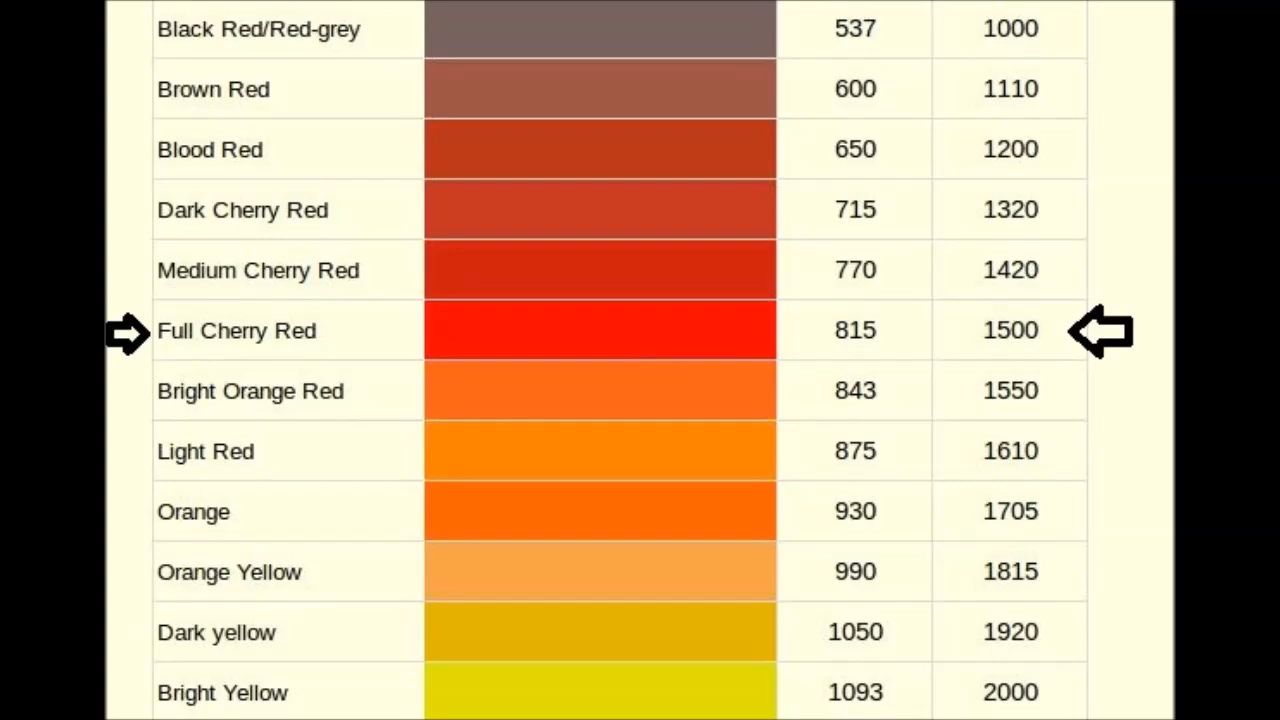 Black Red/Red-grey 537 1000
Brown Red 600 1110
Blood Red 650 1200
Dark Cherry Red 715 1320
Medium Cherry Red 770 1420
Full Cherry Red 815 1500
Bright Orange Red 843 1550
Light Red 875 1610
Orange 930 1705
Orange Yellow 990 1815
Dark yellow 1050 1920
Bright Yellow 1093 2000